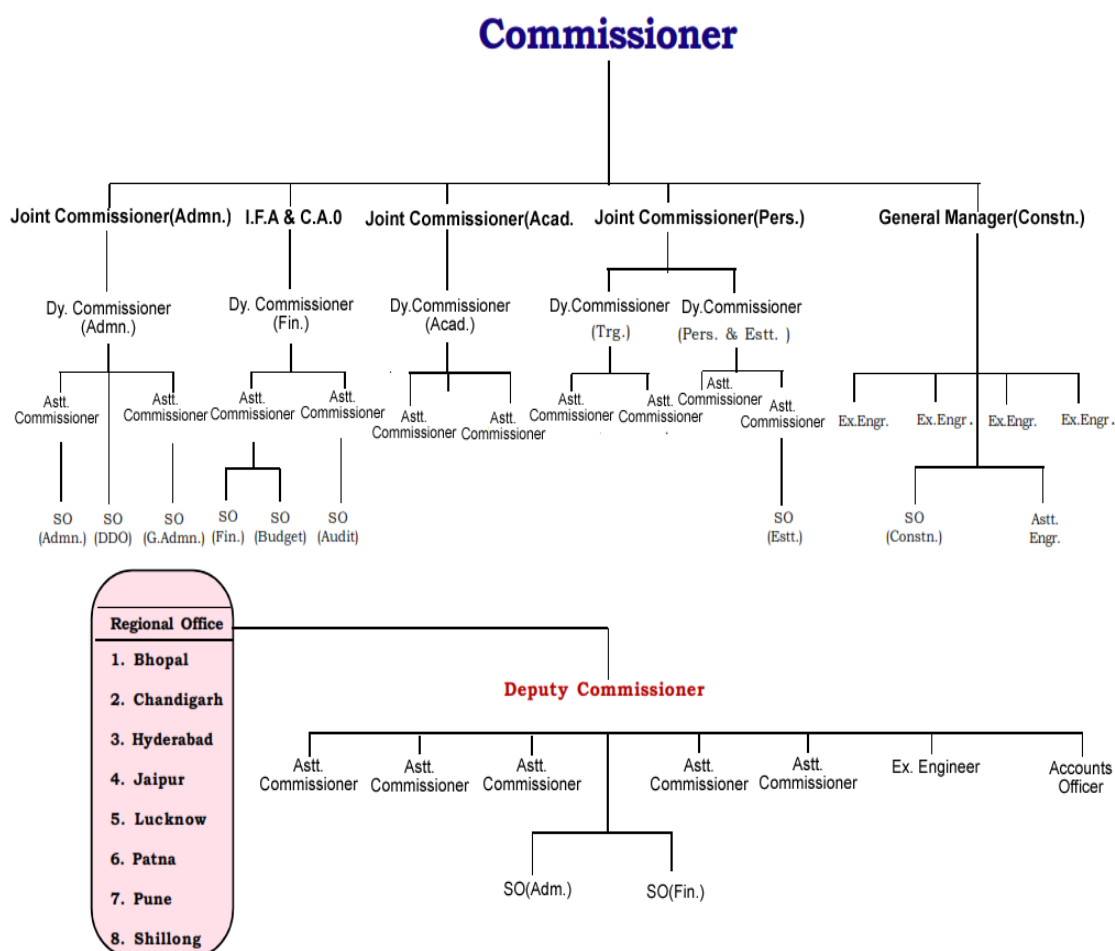 Commissioner
Joint Commissioner(Admn.) I.F.A & C.A.0 Joint Commissioner(Acad. Joint Commissioner(Pers.) General Manager(Constn.)
Dy. Commissioner
(Admn.)
Dy. Commissioner
(Fin.)
Dy.Commissioner
(Acad.)
Dy.Commissioner
(Trg.)
Dy.Commissioner
(Pers. & Estt. )
Astt.
Commissioner
Astt.
Commissioner
Astt.
Commissioner
Astt.
Commissioner
Astt.
Commissioner
Astt.
Commissioner
Astt.
Commissioner
Astt.
Commissioner
Astt.
Commissioner
Astt.
Commissioner
Ex.Engr.
Ex.Engr.
Ex.Engr.
Ex.Engr.
SO
(Admn.)
SO
(DDO)
SO
(G.Admn.)
SO
(Fin.)
SO
(Budget)
SO
(Audit)
SO
(Estt.)
SO
(Constn.)
Astt.
Engr.
Regional Office
1. Bhopal
2. Chandigarh
3. Hyderabad
4. Jaipur
5. Lucknow
6. Patna
7. Pune
8. Shillong
Deputy Commissioner
Astt.
Commissioner
Astt.
Commissioner
Astt.
Commissioner
Astt.
Commissioner
Astt.
Commissioner
Ex. Engineer
Accounts
Officer
SO(Adm.)
SO(Fin.)